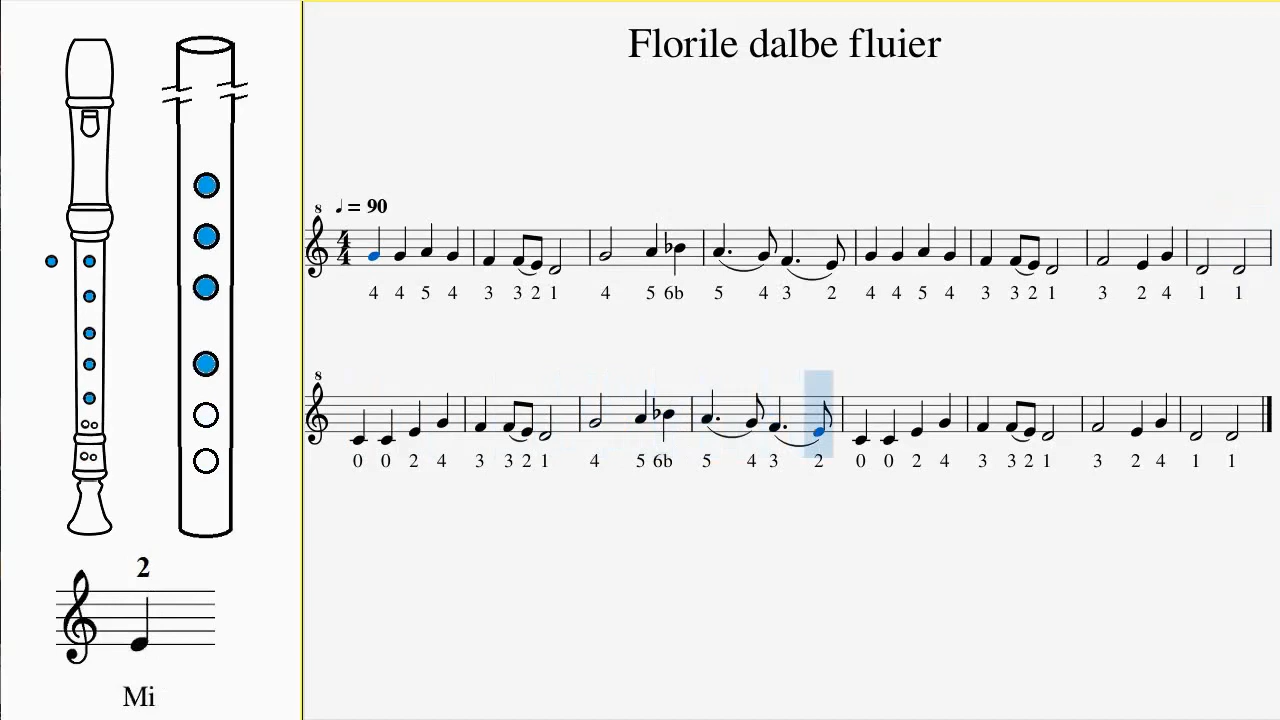 Florile dalbe fluier
8
♩ = 90
4 4
4 4 5 4 3 3 2 1 4 5 6b 5 4 3 2 4 4 5 4 3 3 2 1 3 2 4 1 1
8
0 0 2 4 3 3 2 1 4 5 6b 5 4 3 2 0 0 2 4 3 3 2 1 3 2 4 1 1
2
Mi